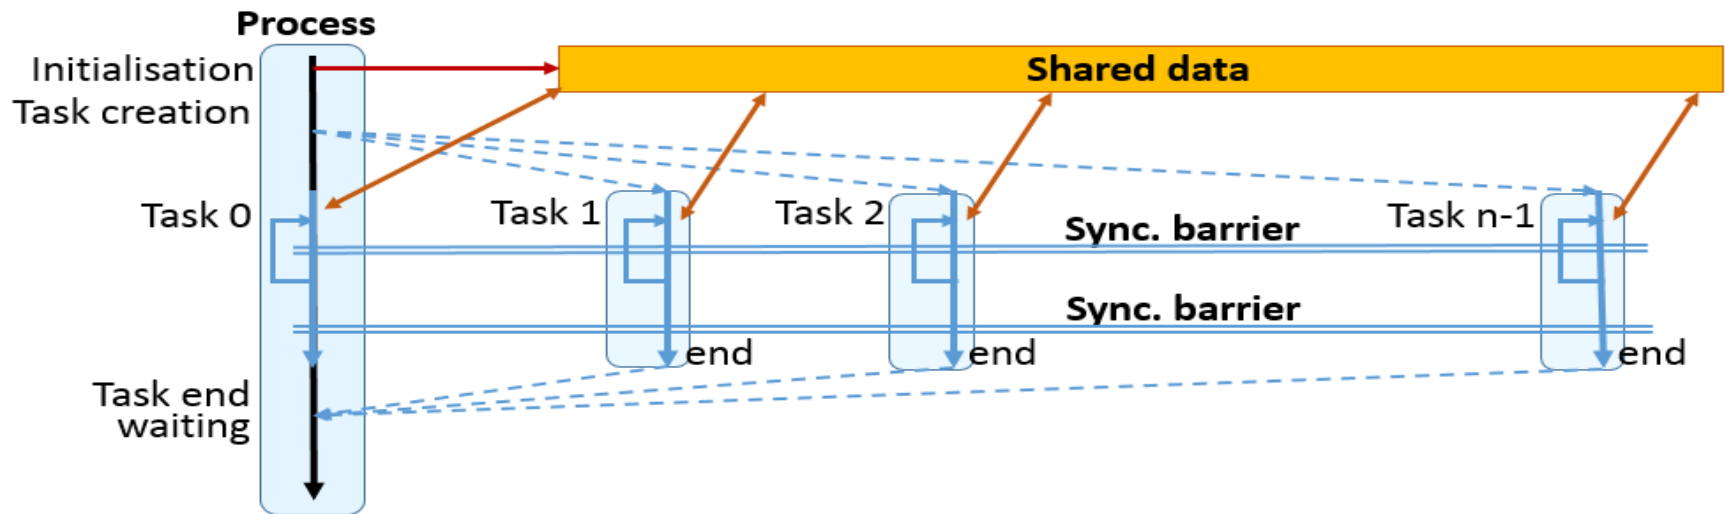 Process
Initialisation
Shared data
Task creation
Task 0
Task 1
Task 2
Task n-1
Sync. barrier
Sync. barrier
end
end
end
Task end
waiting